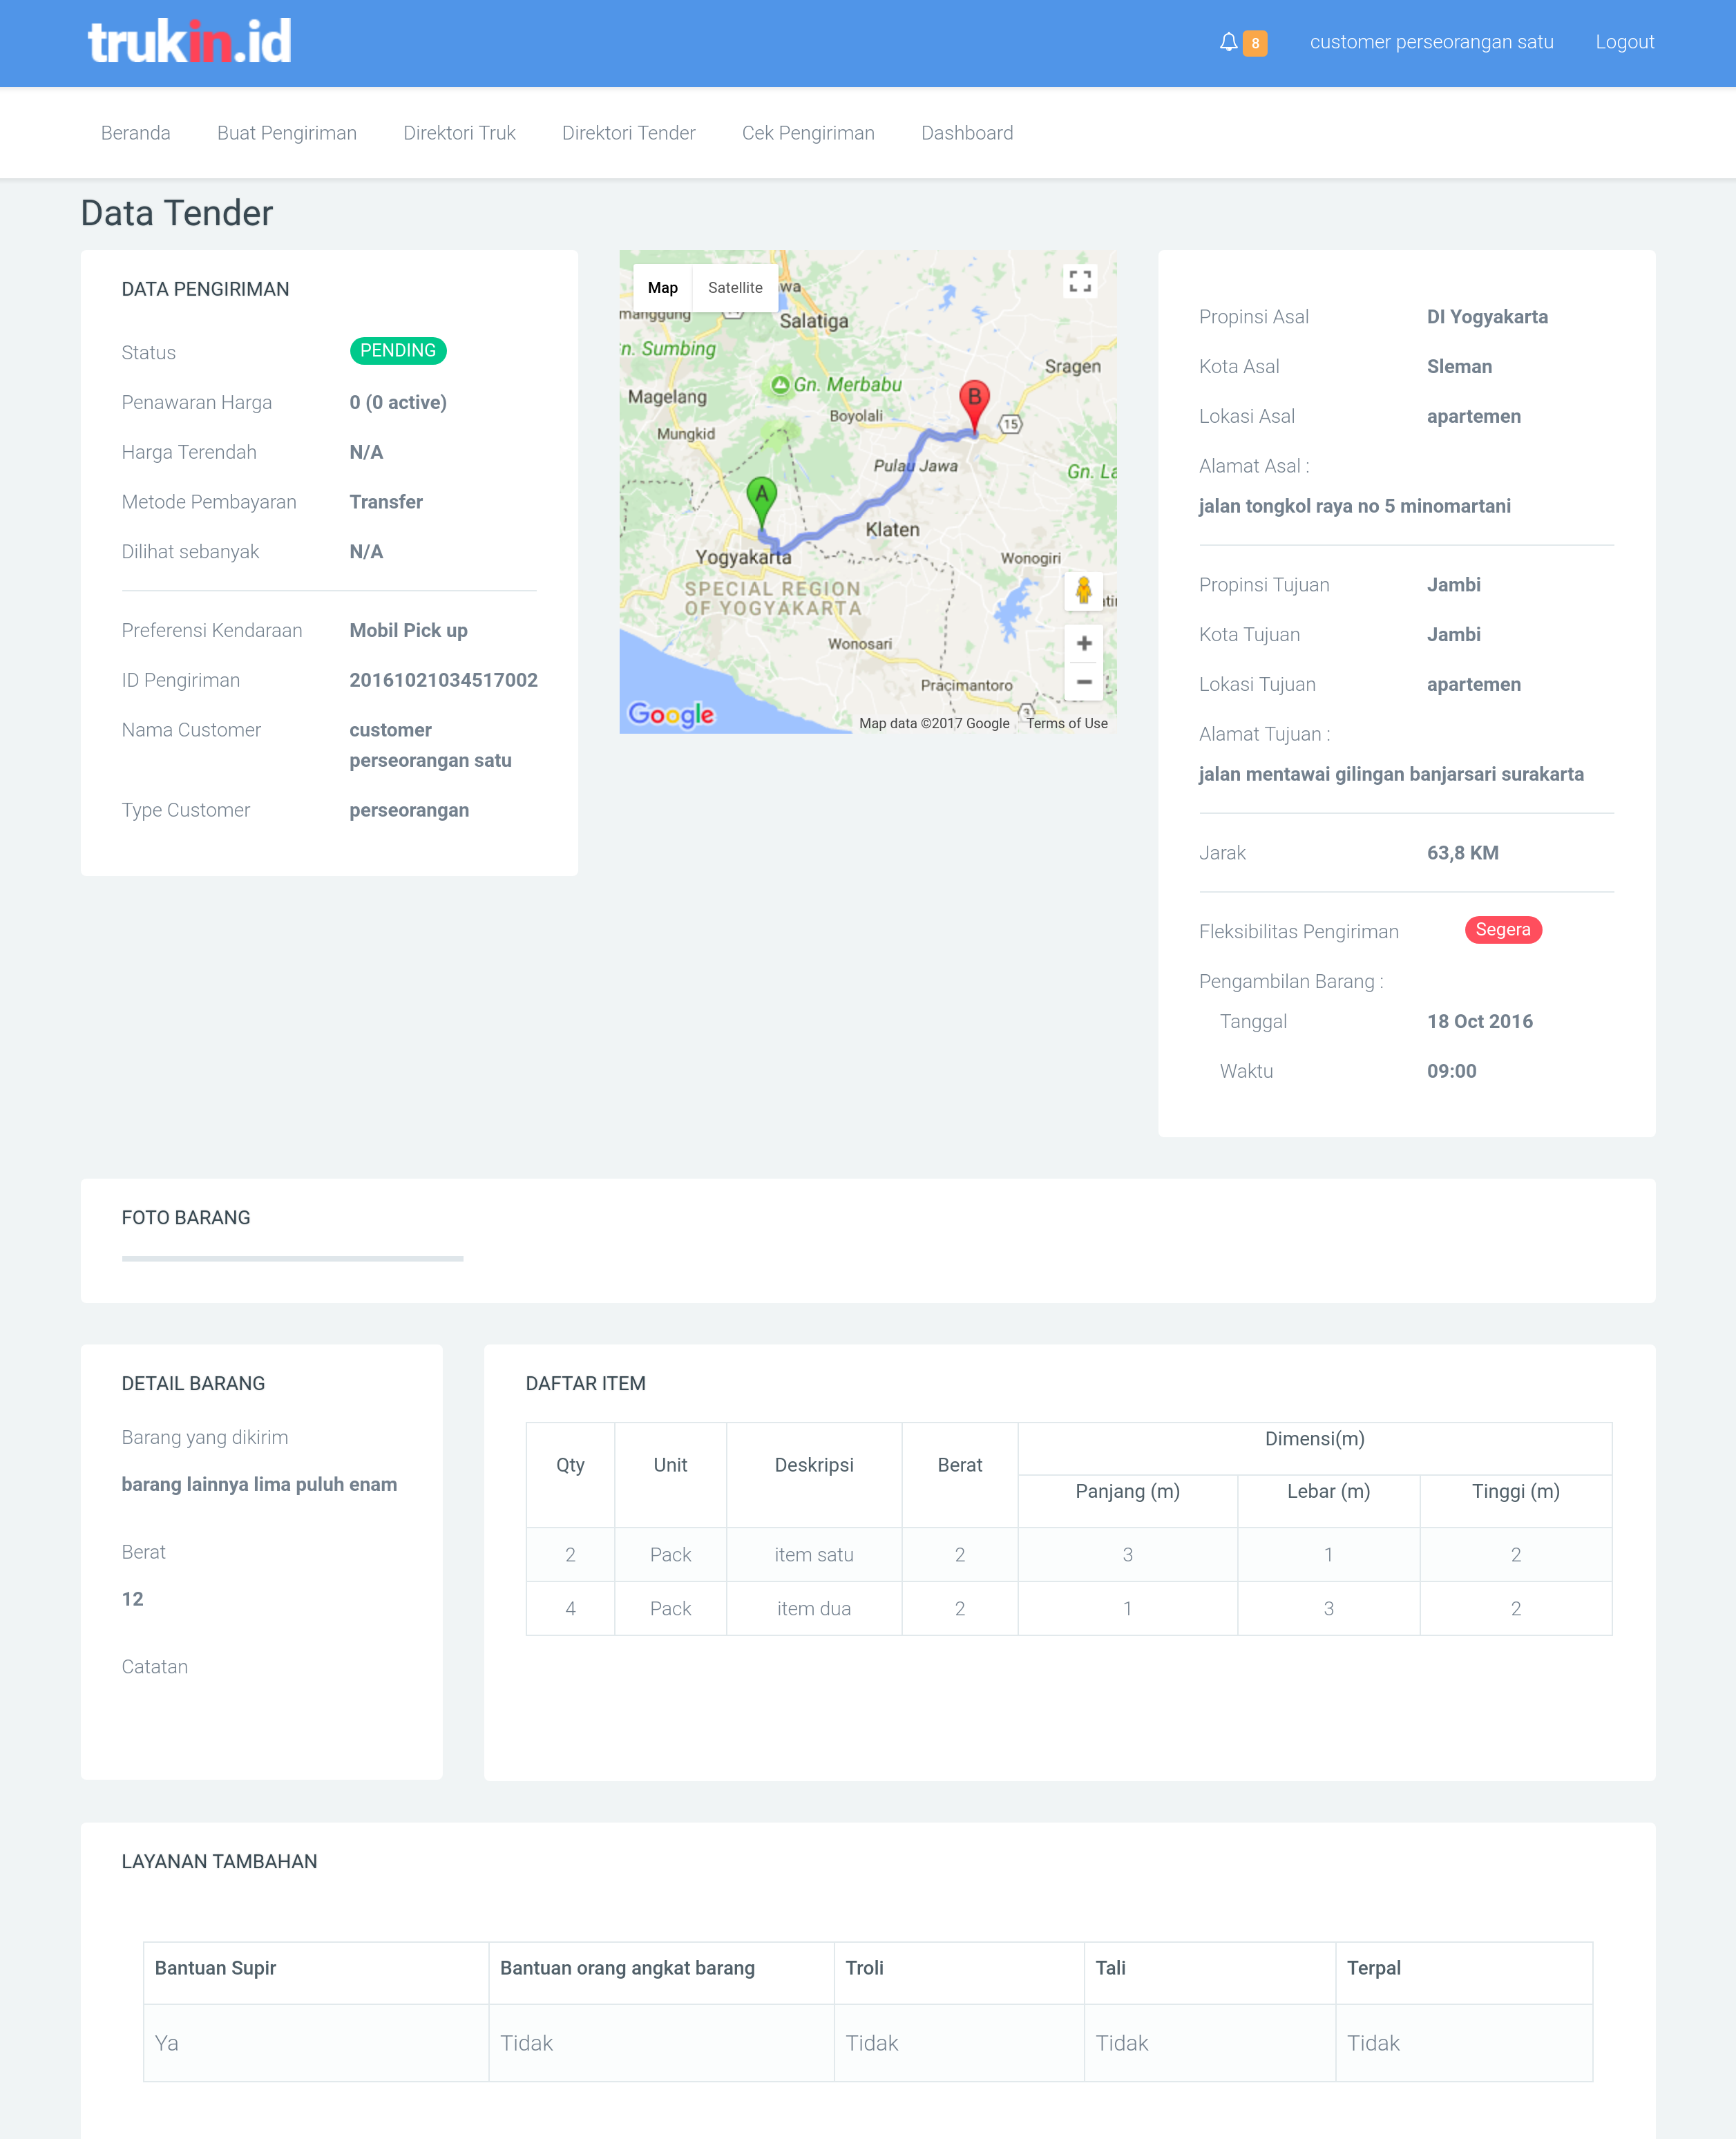 trukin.id
8
customer perseorangan satu
Logout
Beranda
Buat Pengiriman
Direktori Truk
Direktori Tender
Cek Pengiriman
Dashboard
Data Tender
DATA PENGIRIMAN
Status PENDING
Penawaran Harga 0 (0 active)
Harga Terendah N/A
Metode Pembayaran Transfer
Dilihat sebanyak N/A
Preferensi Kendaraan Mobil Pick up
ID Pengiriman 20161021034517002
Nama Customer customer
perseorangan satu
Type Customer perseorangan
Map Satellite
Salatiga
Gn. Merbabu
Sragen
Magelang
Boyolali
B
15
Mungkid
Pulau Jawa
A
Klaten
Yogyakarta
Wonogiri
SPECIAL REGION
OF YOGYAKARTA
Wonosari
Pracimantoro
3
Google
Map data ©2017 Google
Terms of Use
Propinsi Asal DI Yogyakarta
Kota Asal Sleman
Lokasi Asal apartemen
Alamat Asal :
jalan tongkol raya no 5 minomartani
Propinsi Tujuan Jambi
Kota Tujuan Jambi
Lokasi Tujuan apartemen
Alamat Tujuan :
jalan mentawai gilingan banjarsari surakarta
Jarak 63,8 KM
Fleksibilitas Pengiriman Segera
Pengambilan Barang :
Tanggal 18 Oct 2016
Waktu 09:00
FOTO BARANG
DETAIL BARANG
Barang yang dikirim
barang lainnya lima puluh enam
Berat
12
Catatan
DAFTAR ITEM
Qty Unit Deskripsi Berat Dimensi(m)
Panjang (m) Lebar (m) Tinggi (m)
2 Pack item satu 2 3 1 2
4 Pack item dua 2 1 3 2
LAYANAN TAMBAHAN
Bantuan Supir Bantuan orang angkat barang Troli Tali Terpal
Ya Tidak Tidak Tidak Tidak